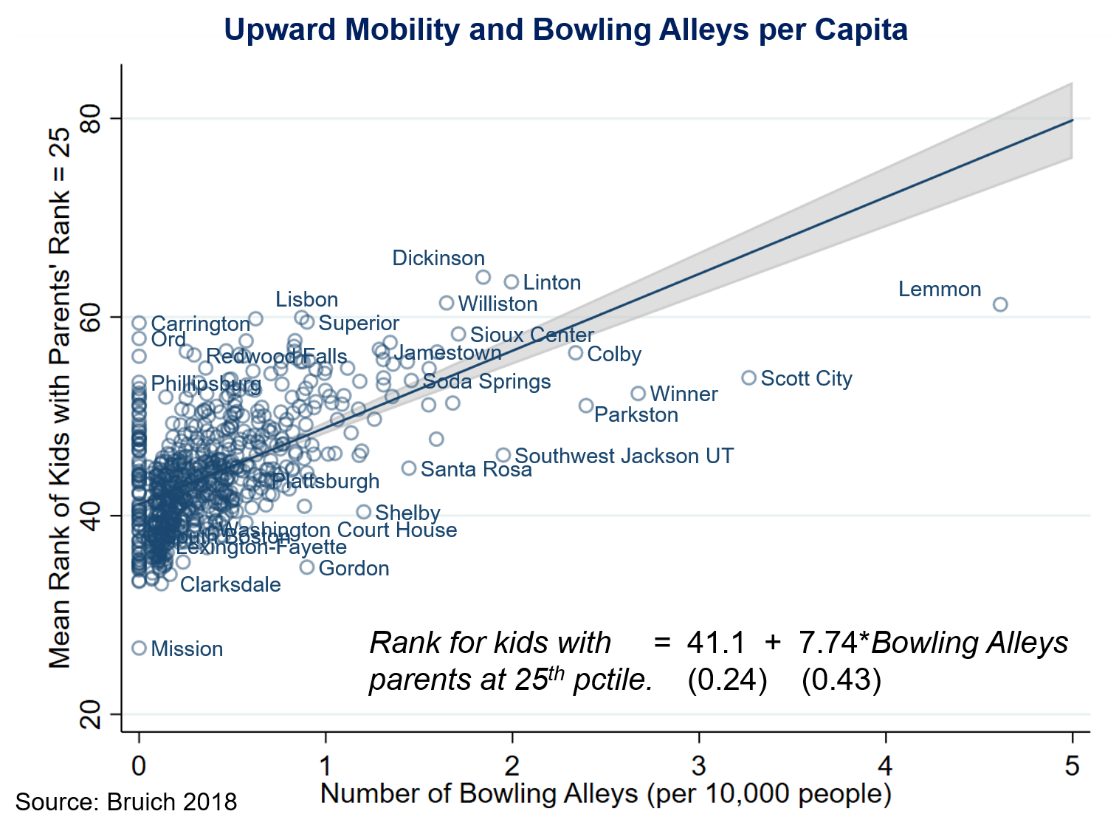 Upward Mobility and Bowling Alleys per Capita
Mean Rank of Kids with Parents' Rank = 25
80
60
40
20
Dickinson
Linton
Lemmon
Lisbon
Williston
Carrington
Superior
Ord
Sioux Center
Redwood Falls
Jamestown
Colby
Phillipsburg
Soda Springs
Scott City
Winner
Parkston
Southwest Jackson UT
Santa Rosa
Plattsburgh
Shelby
Washington Court House
South Boston
Lexington-Fayette
Gordon
Clarksdale
Mission
Rank for kids with = 41.1 + 7.74*Bowling Alleys
parents at 25th pctile. (0.24) (0.43)
0 1 2 3 4 5
Number of Bowling Alleys (per 10,000 people)
Source: Bruich 2018